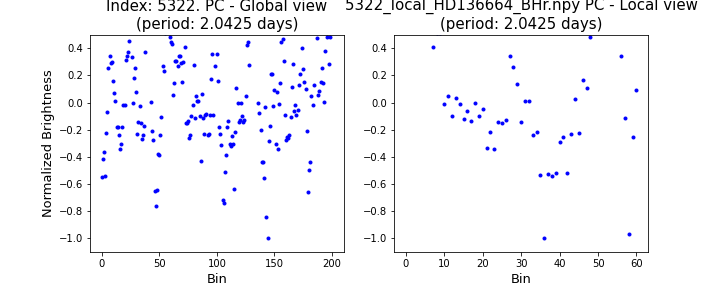 Index: 5322. PC - Global view
(period: 2.0425 days)
5322_local_HD136664_BHr.npy PC - Local view
(period: 2.0425 days)
Normalized Brightness
0.4
0.2
0.0
−0.2
−0.4
−0.6
−0.8
−1.0
0 50 100 150 200
Bin
0.4
0.2
0.0
−0.2
−0.4
−0.6
−0.8
−1.0
0 10 20 30 40 50 60
Bin